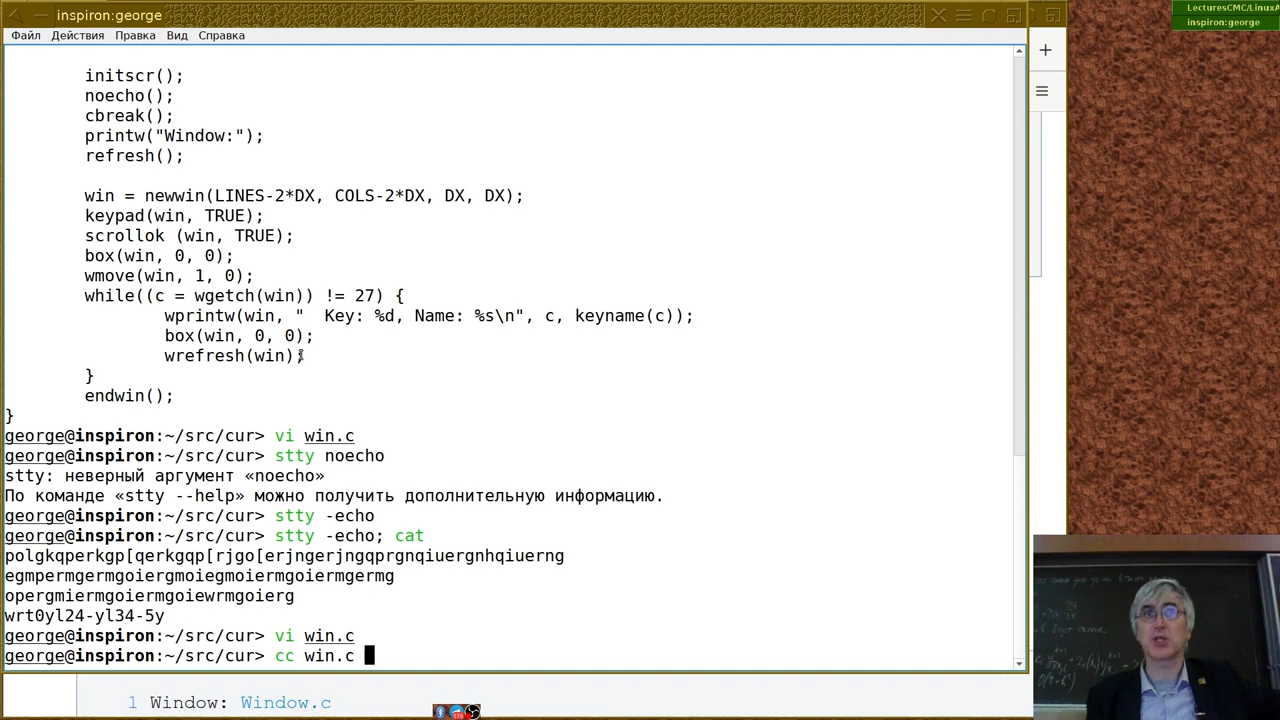 inspiron:george
LecturesCMC/LinuxA
inspiron:george
Файл Действия Правка Вид Справка
initscr();
noecho();
cbreak();
printw("Window:");
refresh();
win = newwin(LINES-2*DX, COLS-2*DX, DX, DX);
keypad(win, TRUE);
scrollok (win, TRUE);
box(win, 0, 0);
wmove(win, 1, 0);
while((c = wgetch(win)) != 27) {
wprintw(win, "  Key: %d, Name: %s\n", c, keyname(c));
box(win, 0, 0);
wrefresh(win);
}
endwin();
}
george@inspiron:~/src/cur> vi win.c
george@inspiron:~/src/cur> stty noecho
stty: неверный аргумент «noecho»
По команде «stty --help» можно получить дополнительную информацию.
george@inspiron:~/src/cur> stty -echo
george@inspiron:~/src/cur> stty -echo; cat
polgkqperkgp[qerkgqp[rjgo[erjngerjngqprgnqiuergnhqiuerng
egmpermgermgoiergmoiegmoiermgoiermgermg
opergmiermgoiermgoiewrmgoierg
wrt0yl24-yl34-5y
george@inspiron:~/src/cur> vi win.c
george@inspiron:~/src/cur> cc win.c
1 Window: Window.c